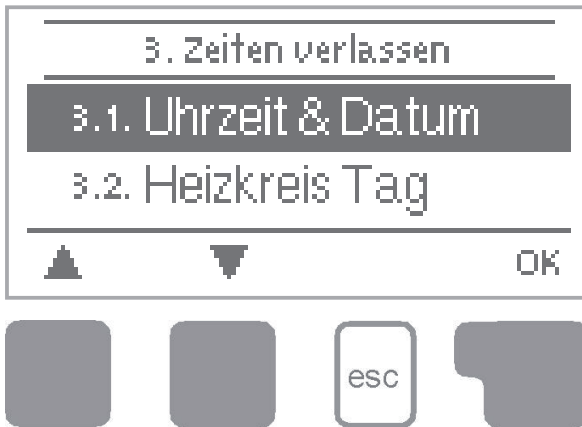 3. Zeiten verlassen
3.1. Uhrzeit & Datum
3.2. Heizkreis Tag
OK
esc